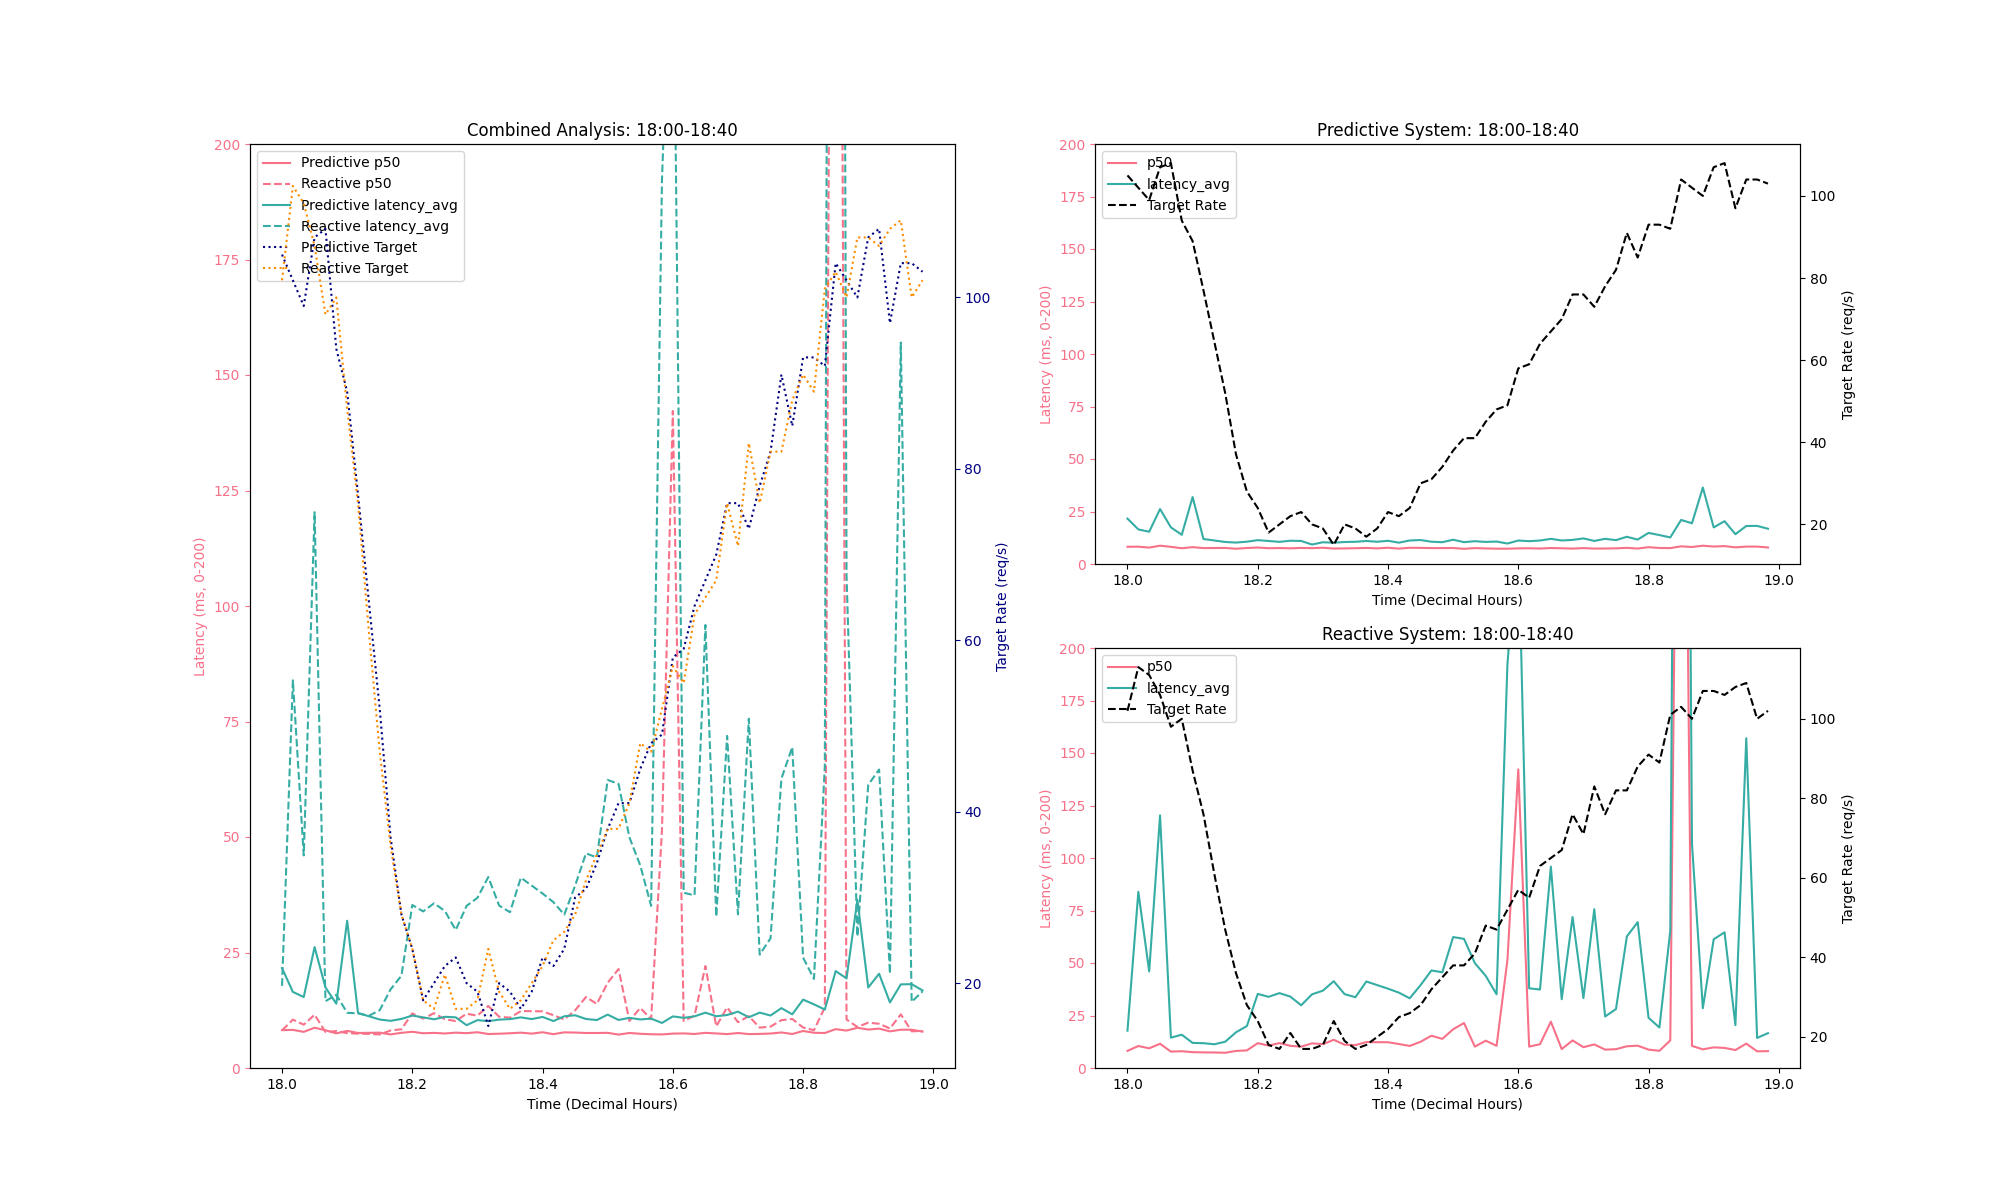 Combined Analysis: 18:00-18:40
200
175
150
125
100
75
50
25
0
Latency (ms, 0-200)
Predictive p50
Reactive p50
Predictive latency_avg
Reactive latency_avg
Predictive Target
Reactive Target
100
80
60
40
20
Target Rate (req/s)
18.0 18.2 18.4 18.6 18.8 19.0
Time (Decimal Hours)
Predictive System: 18:00-18:40
200
175
150
125
100
75
50
25
0
Latency (ms, 0-200)
p50
latency_avg
Target Rate
100
80
60
40
20
Target Rate (req/s)
18.0 18.2 18.4 18.6 18.8 19.0
Time (Decimal Hours)
Reactive System: 18:00-18:40
200
175
150
125
100
75
50
25
0
Latency (ms, 0-200)
p50
latency_avg
Target Rate
100
80
60
40
20
Target Rate (req/s)
18.0 18.2 18.4 18.6 18.8 19.0
Time (Decimal Hours)